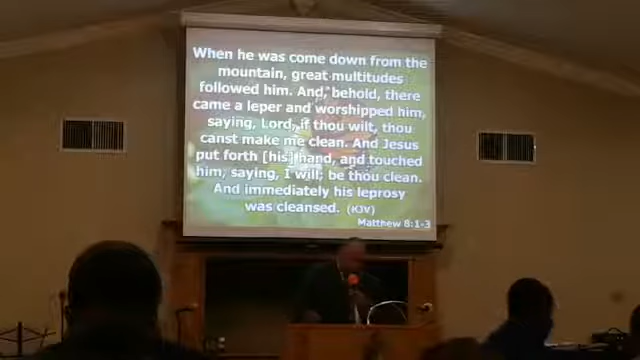 When he was come down from the
mountain, great multitudes
followed him. And, behold, there
came a leper and worshipped him,
saying, Lord, if thou wilt, thou
canst make me clean. And Jesus
put forth [his] hand, and touched
him, saying, I will; be thou clean.
And immediately his leprosy
was cleansed. (KJV)
Matthew 8:1-3